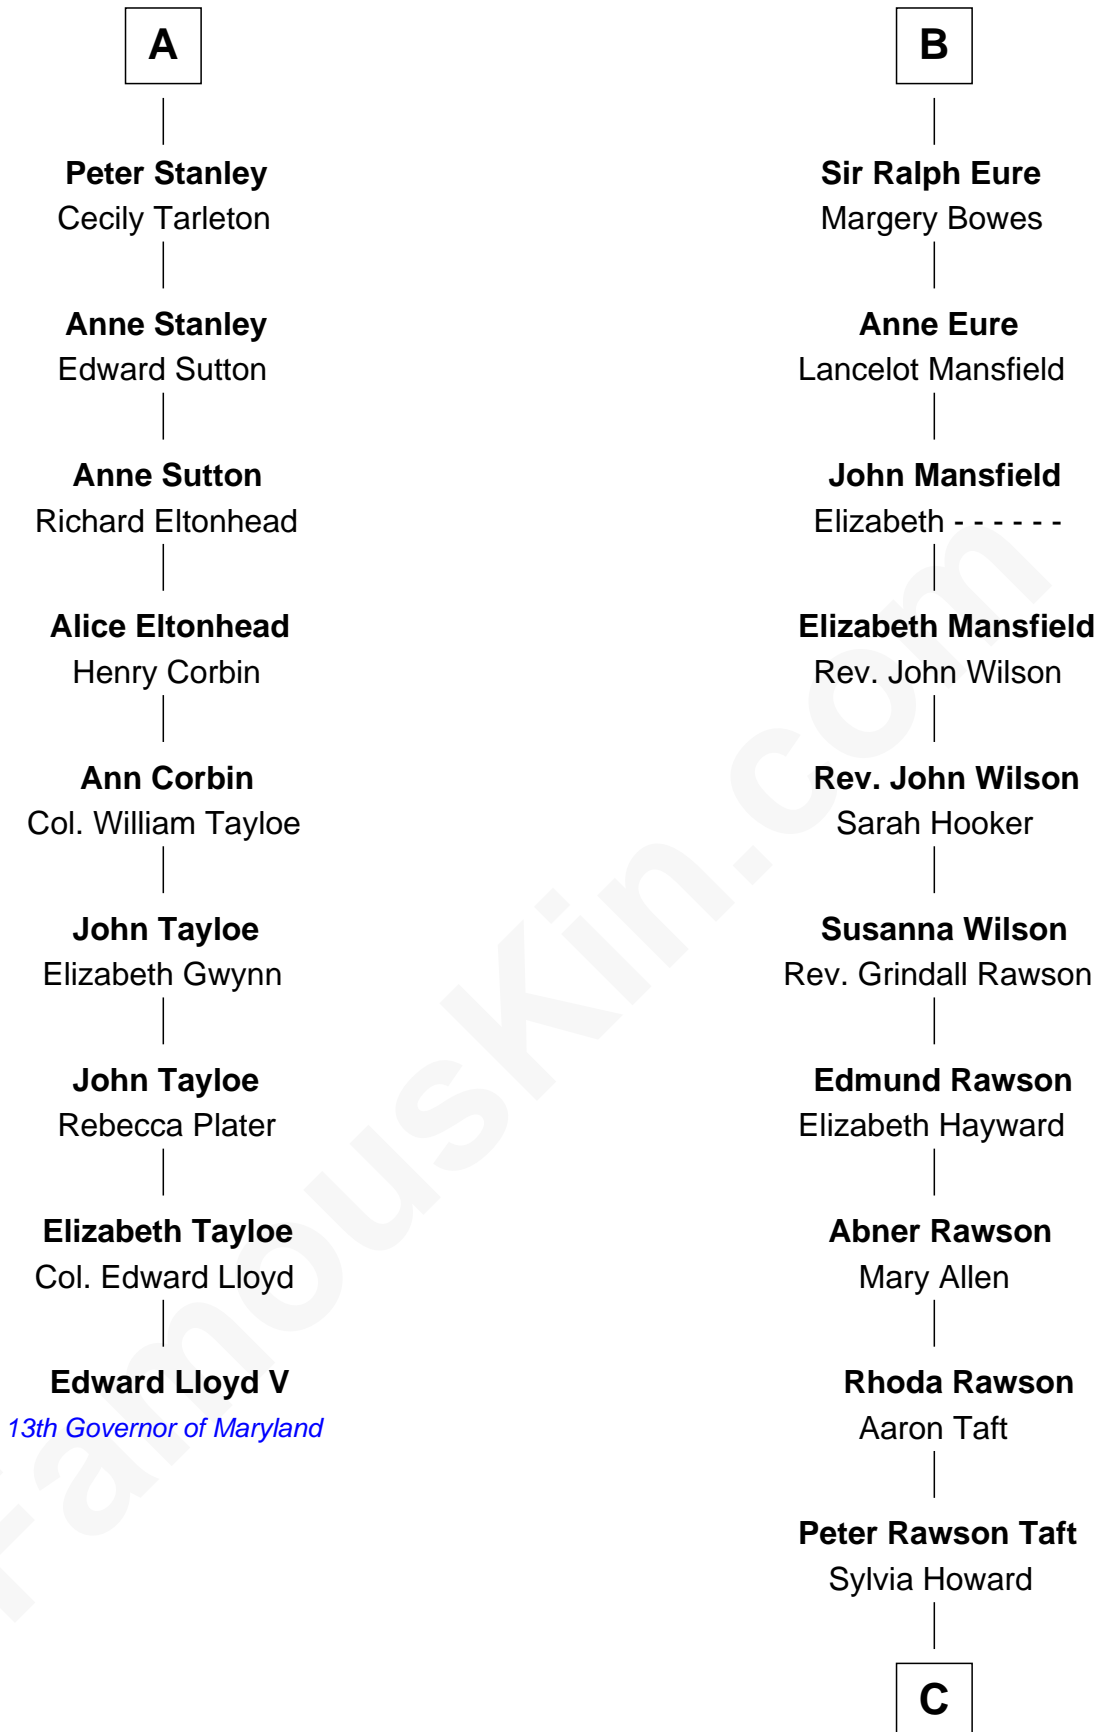 A
Peter Stanley
Cecily Tarleton
Anne Stanley
Edward Sutton
Anne Sutton
Richard Eltonhead
Alice Eltonhead
Henry Corbin
Ann Corbin
Col. William Tayloe
John Tayloe
Elizabeth Gwynn
John Tayloe
Rebecca Plater
Elizabeth Tayloe
Col. Edward Lloyd
Edward Lloyd V
13th Governor of Maryland
B
Sir Ralph Eure
Margery Bowes
Anne Eure
Lancelot Mansfield
John Mansfield
Elizabeth - - - - - -
Elizabeth Mansfield
Rev. John Wilson
Rev. John Wilson
Sarah Hooker
Susanna Wilson
Rev. Grindall Rawson
Edmund Rawson
Elizabeth Hayward
Abner Rawson
Mary Allen
Rhoda Rawson
Aaron Taft
Peter Rawson Taft
Sylvia Howard
C
FamousKin.com